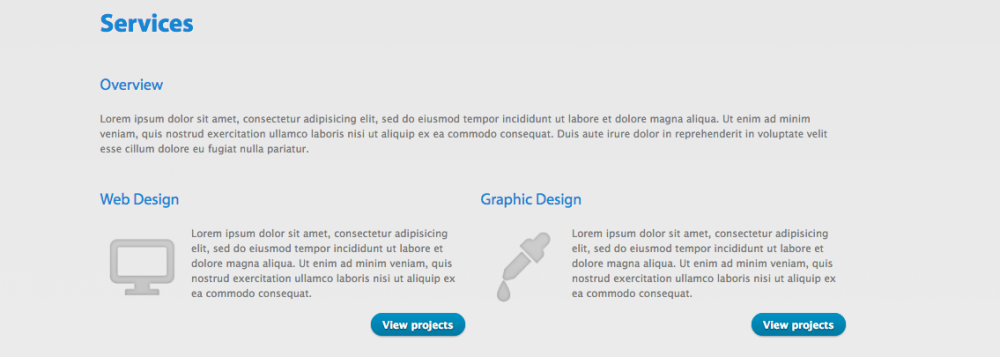 Services
Overview
Lorem ipsum dolor sit amet, consectetur adipisicing elit, sed do eiusmod tempor incididunt ut labore et dolore magna aliqua. Ut enim ad minim
veniam, quis nostrud exercitation ullamco laboris nisi ut aliquip ex ea commodo consequat. Duis aute irure dolor in reprehenderit in voluptate velit
esse cillum dolore eu fugiat nulla pariatur.
Web Design
Lorem ipsum dolor sit amet, consectetur adipisicing
elit, sed do eiusmod tempor incididunt ut labore et
dolore magna aliqua. Ut enim ad minim veniam, quis
nostrud exercitation ullamco laboris nisi ut aliquip ex
ea commodo consequat.
View projects
Graphic Design
Lorem ipsum dolor sit amet, consectetur adipisicing
elit, sed do eiusmod tempor incididunt ut labore et
dolore magna aliqua. Ut enim ad minim veniam, quis
nostrud exercitation ullamco laboris nisi ut aliquip ex
ea commodo consequat.
View projects